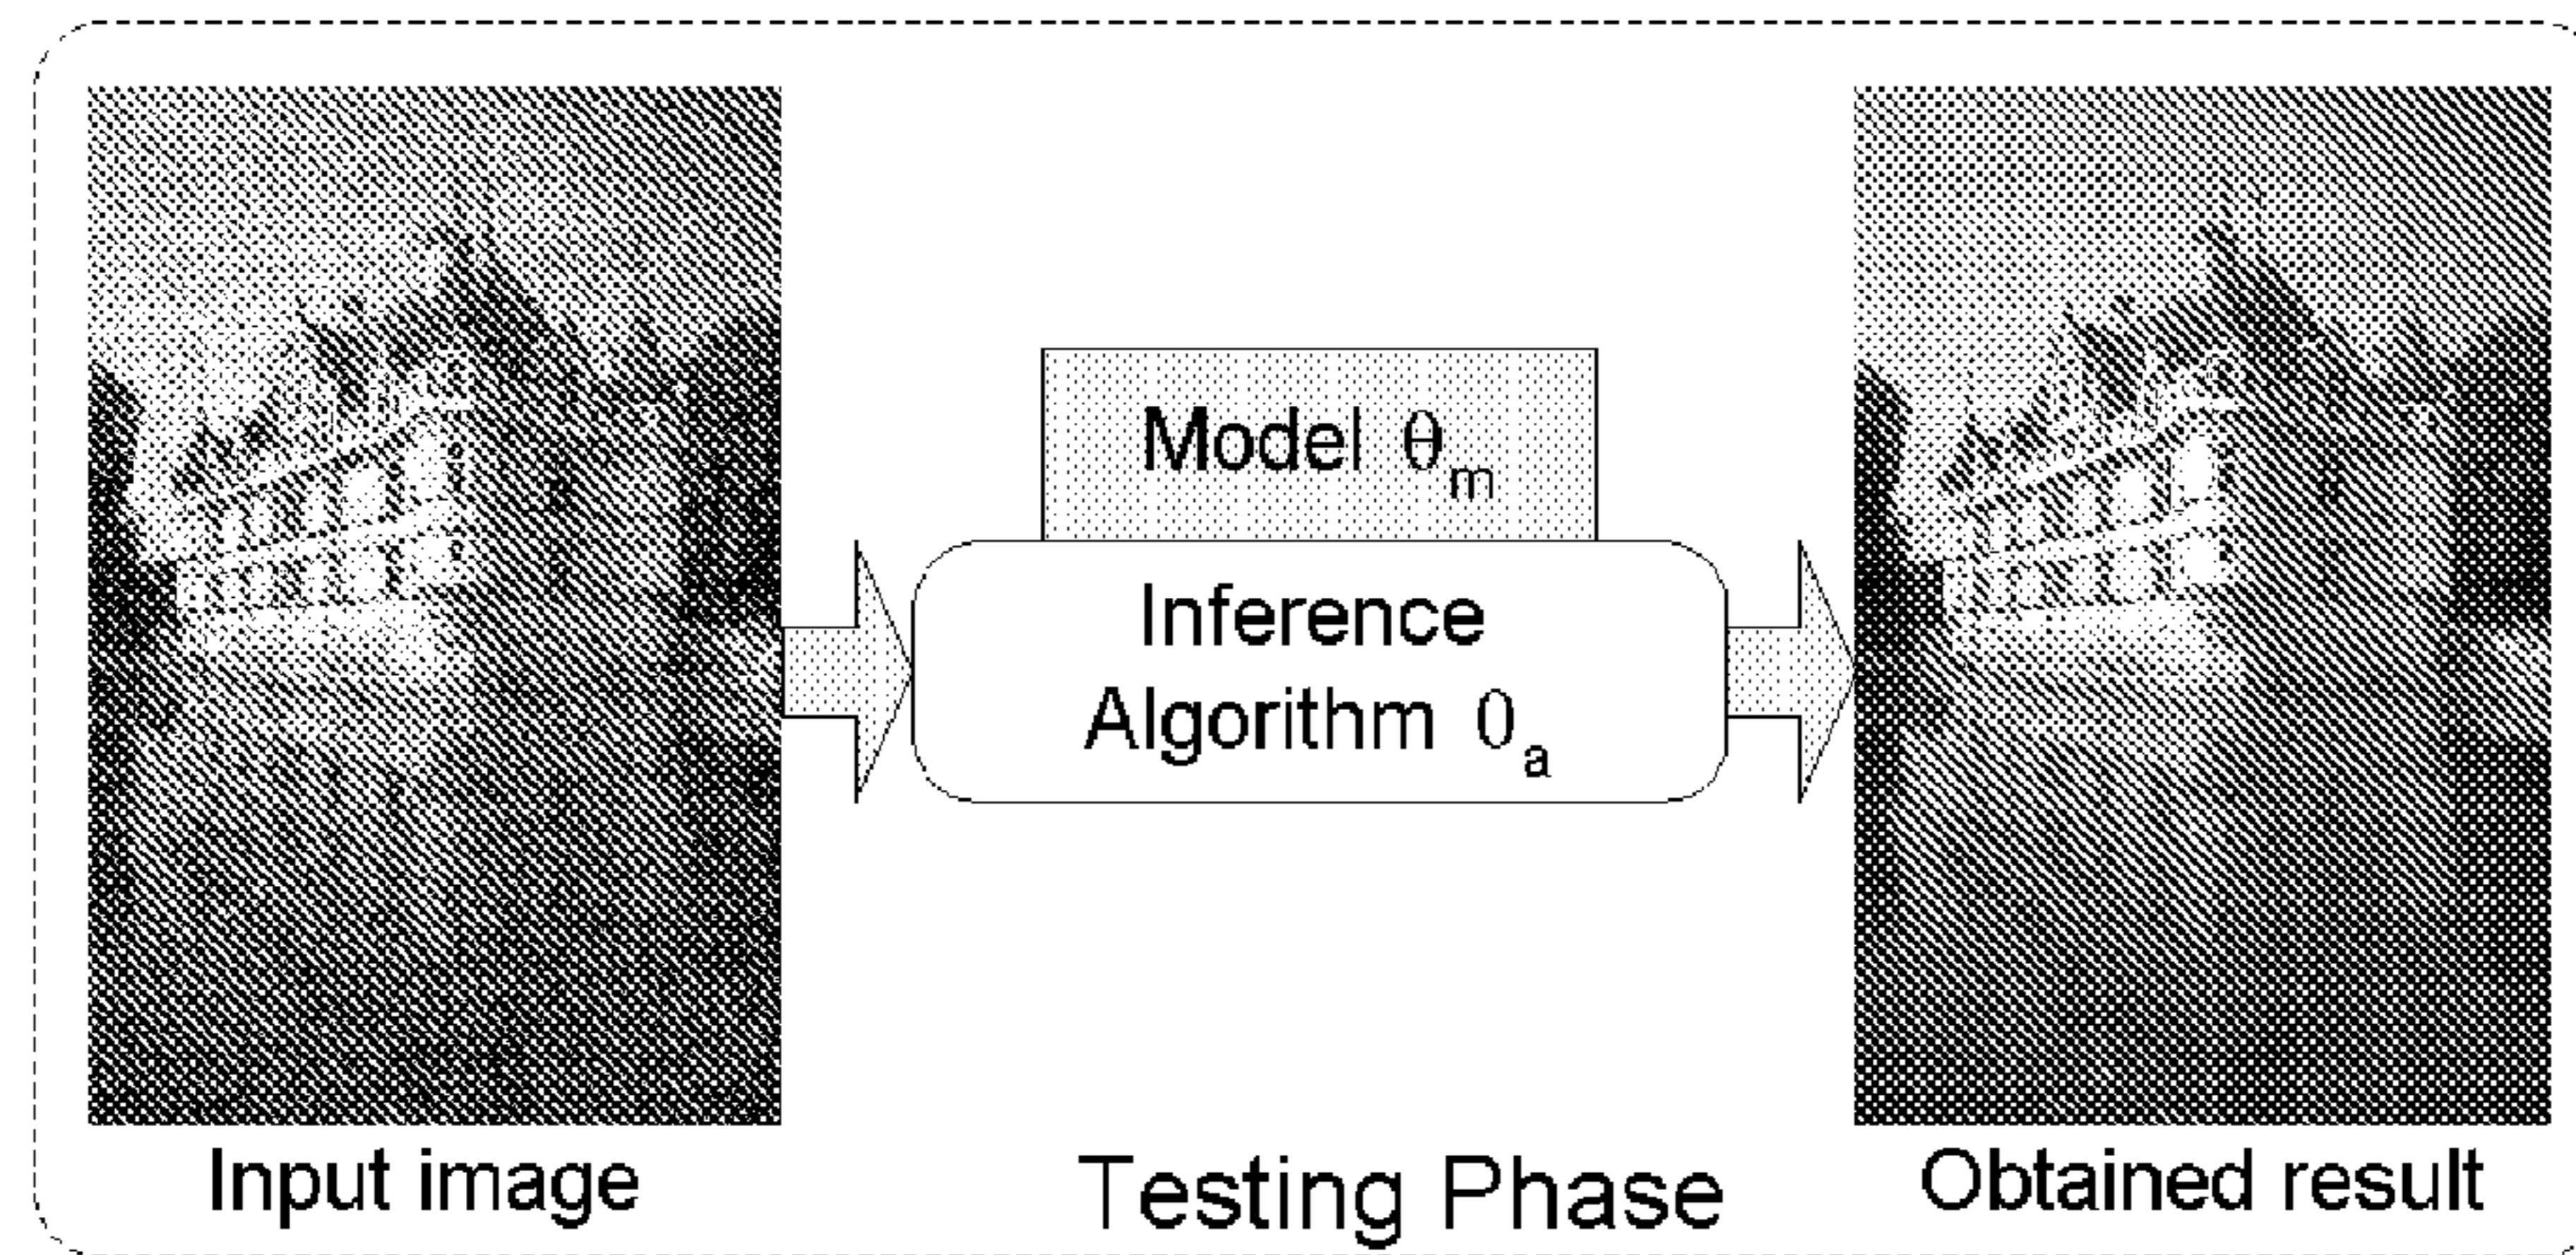 Model θm
Inference
Algorithm θa
Input image
Testing Phase
Obtained result